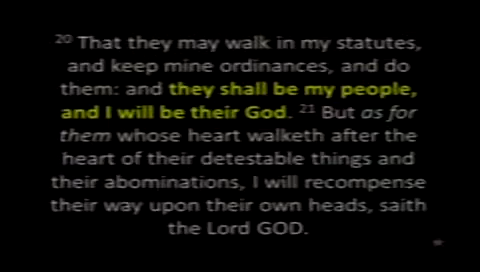 20 That they may walk in my statutes,
and keep mine ordinances, and do
them: and they shall be my people,
and I will be their God. 21 But as for
them whose heart walketh after the
heart of their detestable things and
their abominations, I will recompense
their way upon their own heads, saith
the Lord GOD.